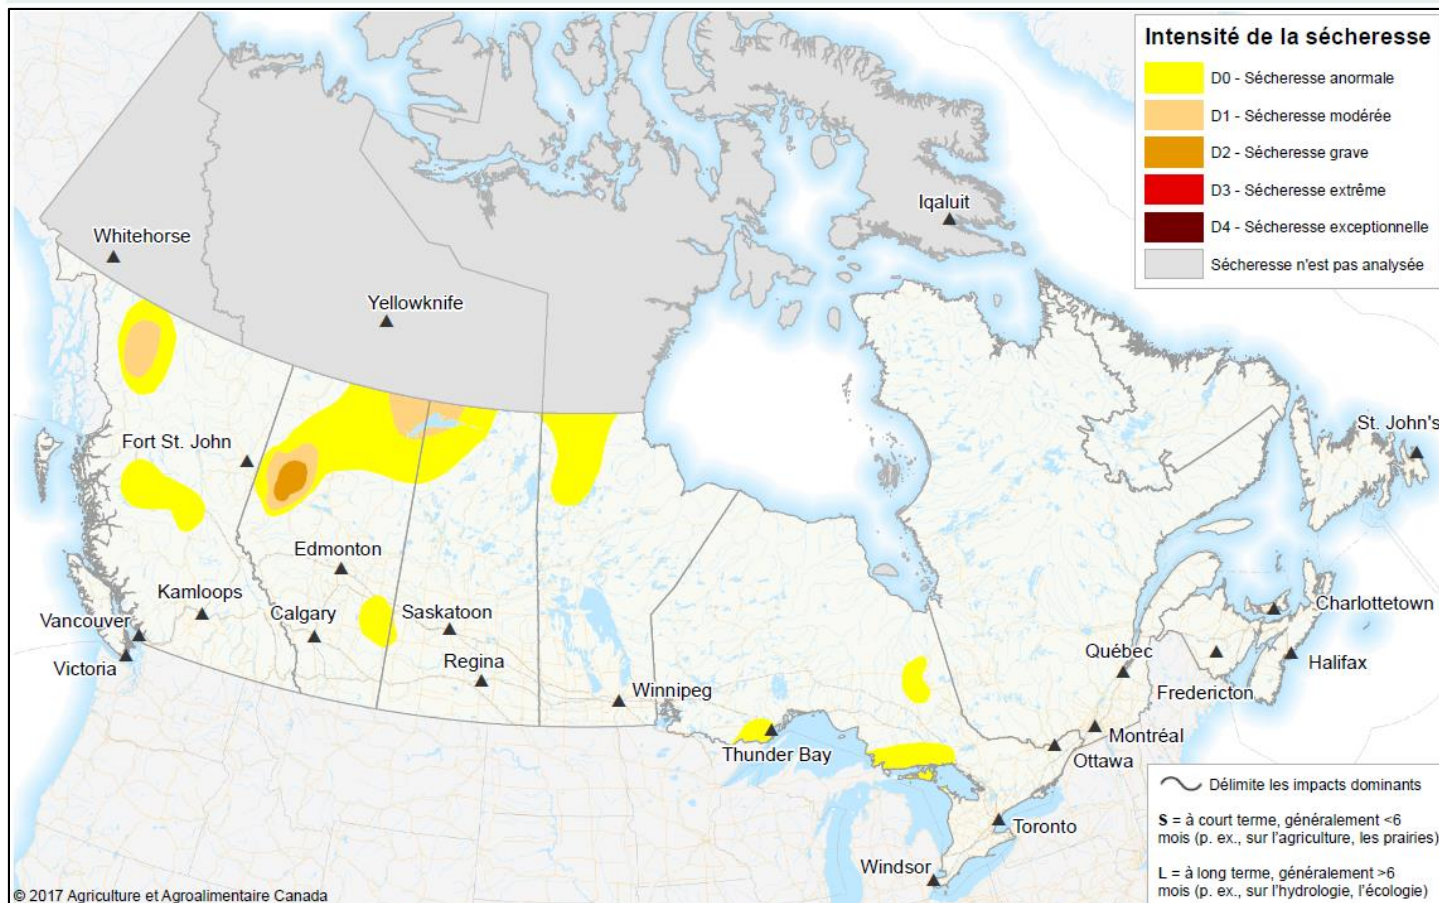 Intensité de la sécheresse
D0 - Sécheresse anormale
D1 - Sécheresse modérée
D2 - Sécheresse grave
D3 - Sécheresse extrême
D4 - Sécheresse exceptionnelle
Sécheresse n'est pas analysée
Iqaluit
Whitehorse
Yellowknife
St. John's
Fort St. John
Edmonton
Kamloops
Calgary
Saskatoon
Charlottetown
Vancouver
Québec
Halifax
Victoria
Regina
Winnipeg
Fredericton
Montréal
Thunder Bay
Ottawa
Toronto
Windsor
Délimite les impacts dominants
S = à court terme, généralement <6
mois (p. ex., sur l'agriculture, les prairies)
L = à long terme, généralement >6
mois (p. ex., sur l'hydrologie, l'écologie)
© 2017 Agriculture et Agroalimentaire Canada